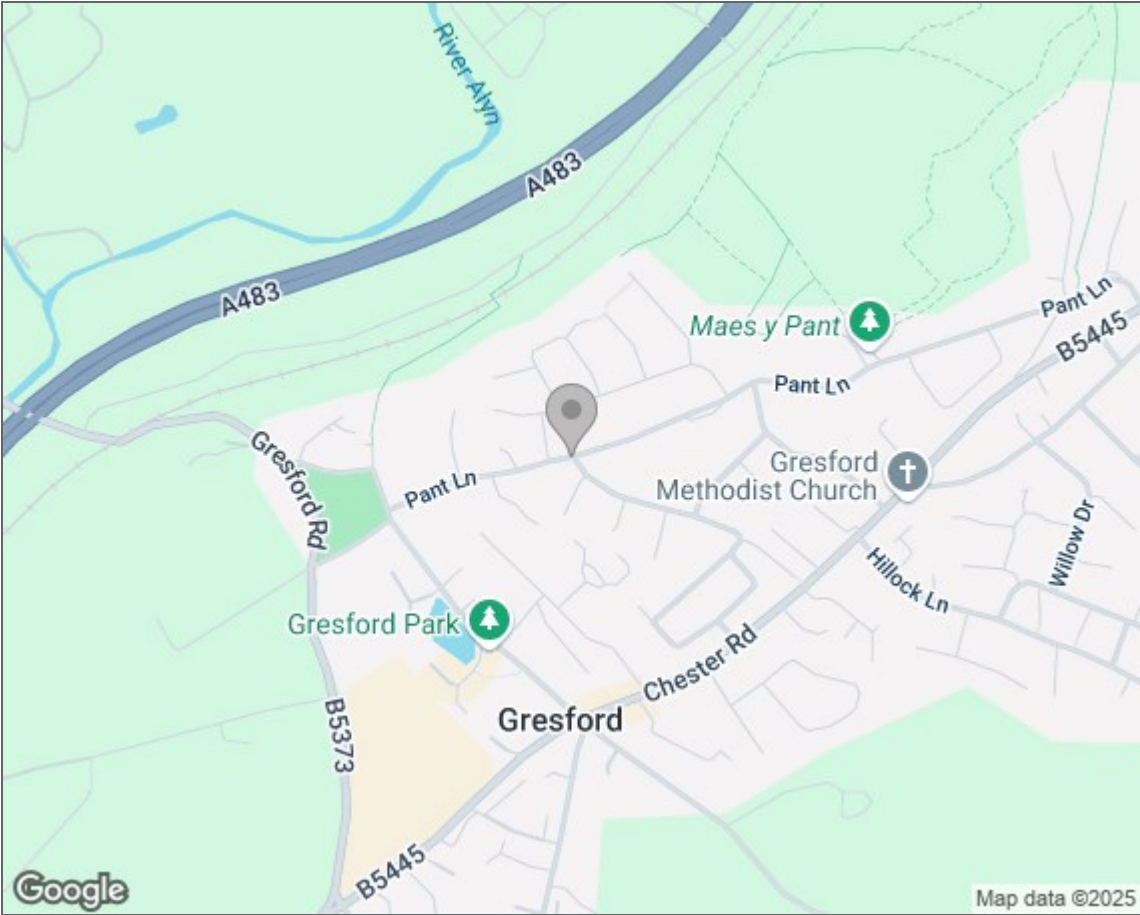 River Alyn
A483
A483
Pant Ln
Maes y Pant
B5445
Pant Ln
Gresford Rd
Gresford
Methodist Church
Pant Ln
Willow Dr
Hillock Ln
Gresford Park
Chester Rd
B5373
Gresford
B5445
Google
Map data ©2025